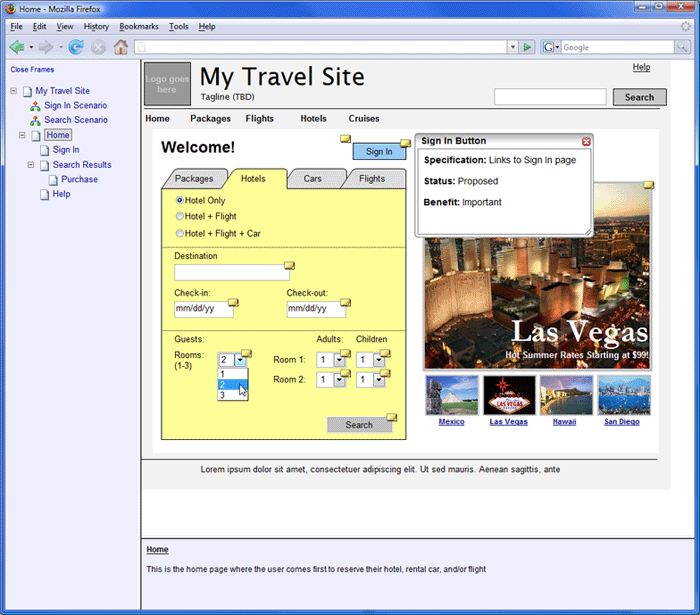 Home - Mozilla Firefox
File Edit View History Bookmarks Tools Help
G Google
Close Frames
My Travel Site
Sign In Scenario
Search Scenario
Home
Sign In
Search Results
Purchase
Help
Logo goes here
My Travel Site
Tagline (TBD)
Help
Search
Home Packages Flights Hotels Cruises
Welcome!
Sign In
Sign In Button
Specification: Links to Sign In page
Status: Proposed
Benefit: Important
Packages Hotels Cars Flights
Hotel Only
Hotel + Flight
Hotel + Flight + Car
Destination
Check-in: Check-out:
mm/dd/yy mm/dd/yy
Guests: Adults: Children
Rooms: 2 Room 1: 1 1
(1-3)
1
2 Room 2: 1 1
3
Search
Las Vegas
Hot Summer Rates Starting at $99!
LAS VEGAS
Mexico Las Vegas Hawaii San Diego
Lorem ipsum dolor sit amet, consectetuer adipiscing elit. Ut sed mauris. Aenean sagittis, ante
Home
This is the home page where the user comes first to reserve their hotel, rental car, and/or flight